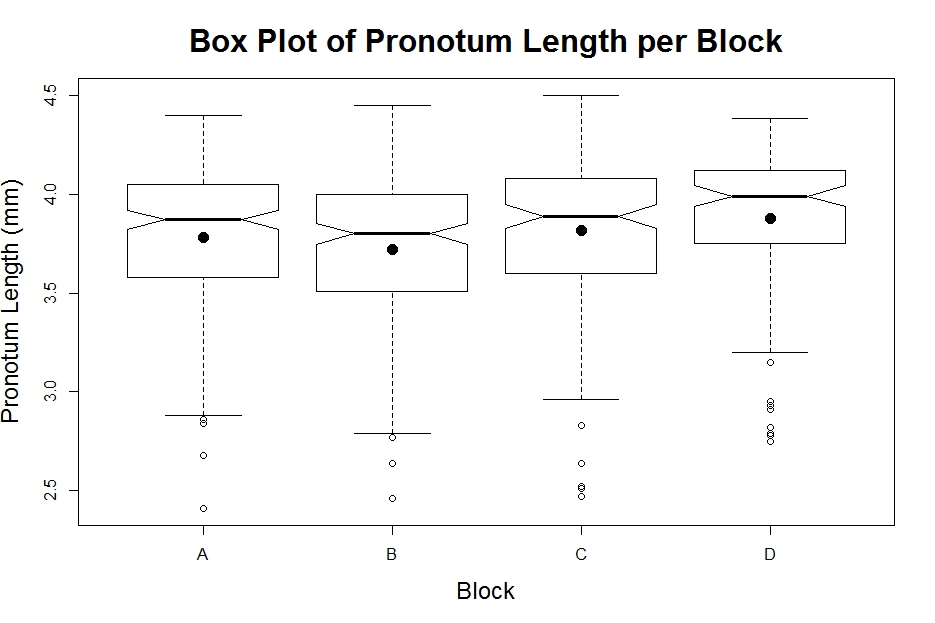 Box Plot of Pronotum Length per Block
Pronotum Length (mm)
4.5
4.0
3.5
3.0
2.5
A B C D
Block